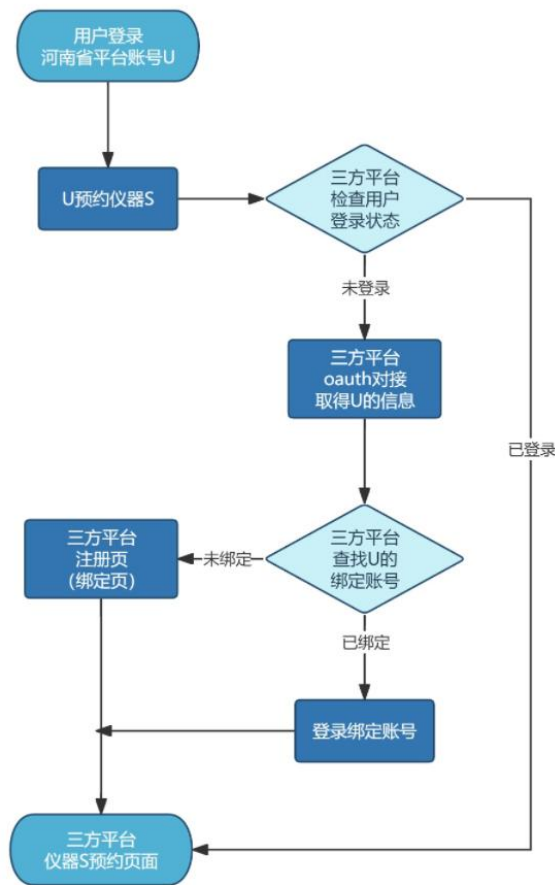 用户登录
河南省平台账号U
U预约仪器S
三方平台
检查用户
登录状态
未登录
三方平台
oauth对接
取得U的信息
已登录
三方平台
查找U的
绑定账号
未绑定
三方平台
注册页
(绑定页)
已绑定
登录绑定账号
三方平台
仪器S预约页面